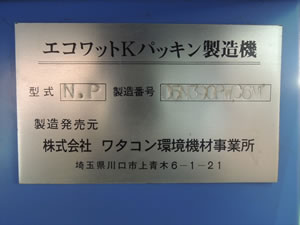 エコワットKパッキン製造機
型式 N.P 製造番号
製造発売元
株式会社 ワタコン環境機材事業所
埼玉県川口市上青木6-1-21